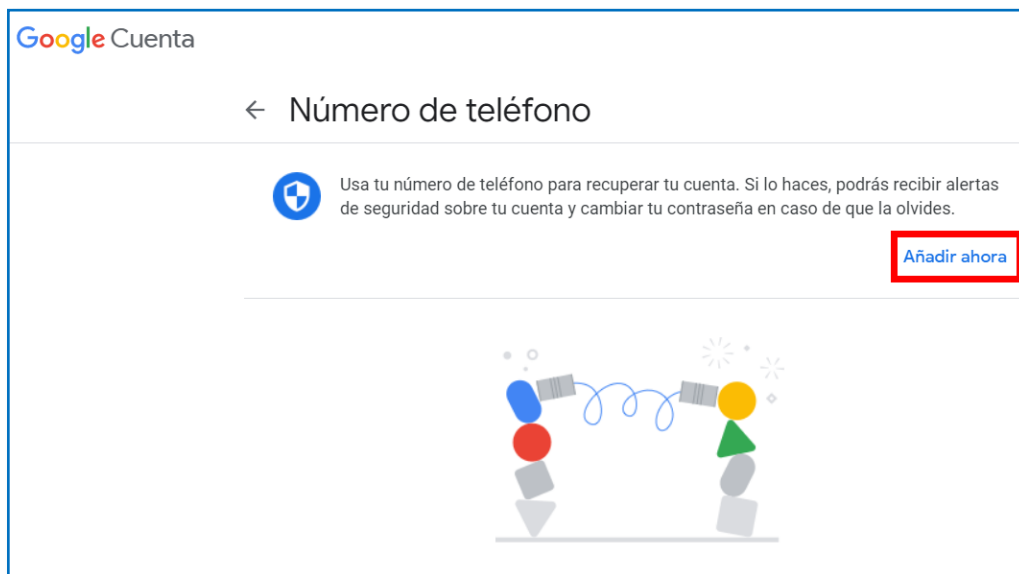 Google Cuenta
← Número de teléfono
Usa tu número de teléfono para recuperar tu cuenta. Si lo haces, podrás recibir alertas
de seguridad sobre tu cuenta y cambiar tu contraseña en caso de que la olvides.
Añadir ahora